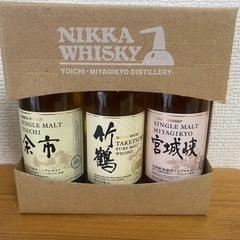 NIKKA
WHISKY
YOICHI・MIYAGIKYO DISTILLERY
SINGLE MALT
YOICHI
余市
竹鶴
TAKETSURU
PURE MALT
WHISKY
SINGLE MALT
MIYAGIKYO
宮城峡